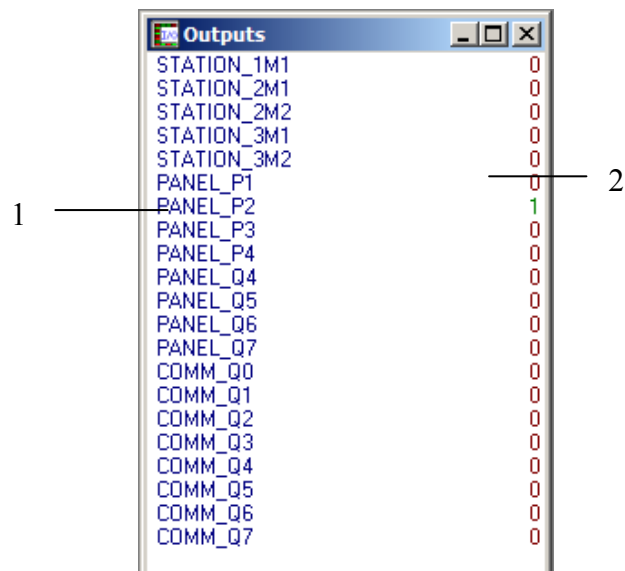 I/O Outputs
STATION_1M1 0
STATION_2M1 0
STATION_2M2 0
STATION_3M1 0
STATION_3M2 0
PANEL_P1 0 2
1 PANEL_P2 1
PANEL_P3 0
PANEL_P4 0
PANEL_Q4 0
PANEL_Q5 0
PANEL_Q6 0
PANEL_Q7 0
COMM_Q0 0
COMM_Q1 0
COMM_Q2 0
COMM_Q3 0
COMM_Q4 0
COMM_Q5 0
COMM_Q6 0
COMM_Q7 0